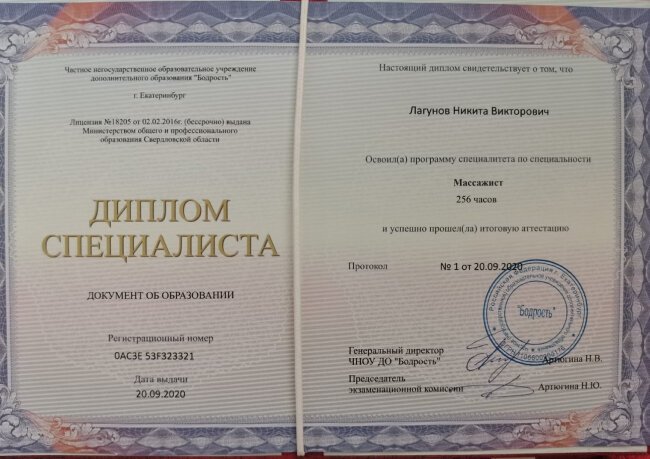 Частное негосударственное образовательное учреждение
дополнительного образования "Бодрость"
г. Екатеринбург
Лицензия №18205 от 02.02.2016г. (бессрочно) выдана
Министерством общего и профессионального
образования Свердловской области
ДИПЛОМ
СПЕЦИАЛИСТА
ДОКУМЕНТ ОБ ОБРАЗОВАНИИ
Регистрационный номер
0АС3Е 53F323321
Дата выдачи
20.09.2020
Настоящий диплом свидетельствует о том, что
Лагунов Никита Викторович
Освоил(а) программу специалитета по специальности
Массажист
256 часов
и успешно прошел(ла) итоговую аттестацию
Протокол № 1 от 20.09.2020
"Бодрость"
Генеральный директор
ЧНОУ ДО "Бодрость"
Артюгина Н.В.
Председатель
экзаменационной комиссии
Артюгина Н.Ю.